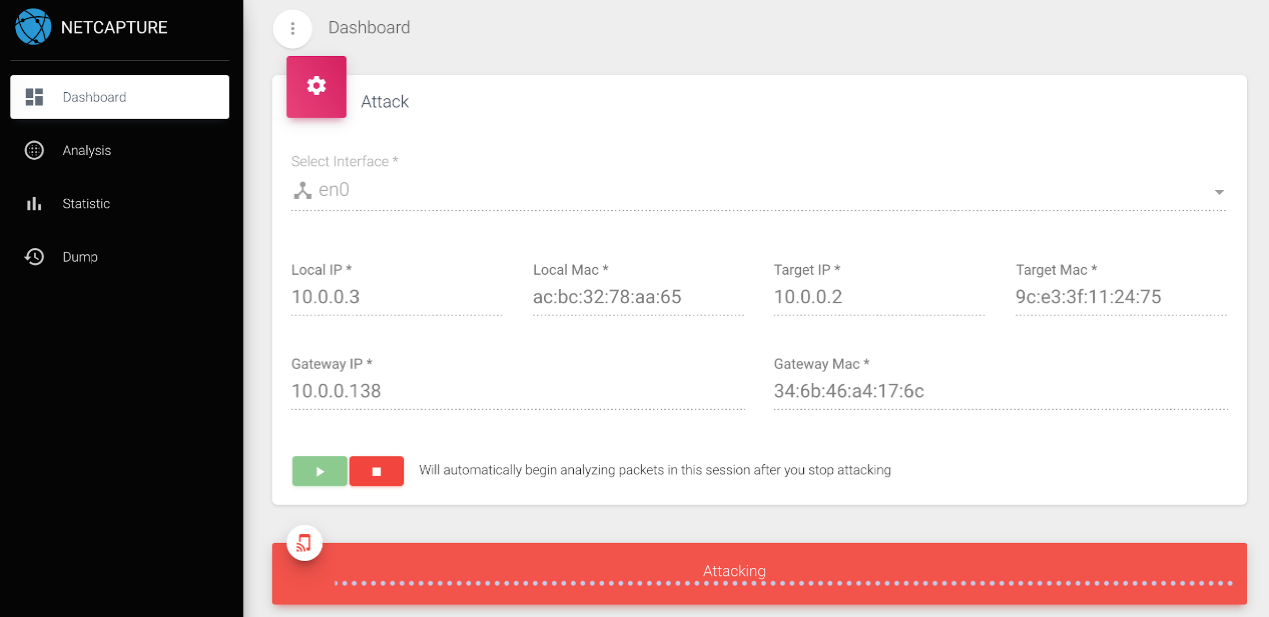 NETCAPTURE
Dashboard
Dashboard
Analysis
Statistic
Dump
Attack
Select Interface *
en0
Local IP * Local Mac * Target IP * Target Mac *
10.0.0.3 ac:bc:32:78:aa:65 10.0.0.2 9c:e3:3f:11:24:75
Gateway IP * Gateway Mac *
10.0.0.138 34:6b:46:a4:17:6c
Will automatically begin analyzing packets in this session after you stop attacking
Attacking